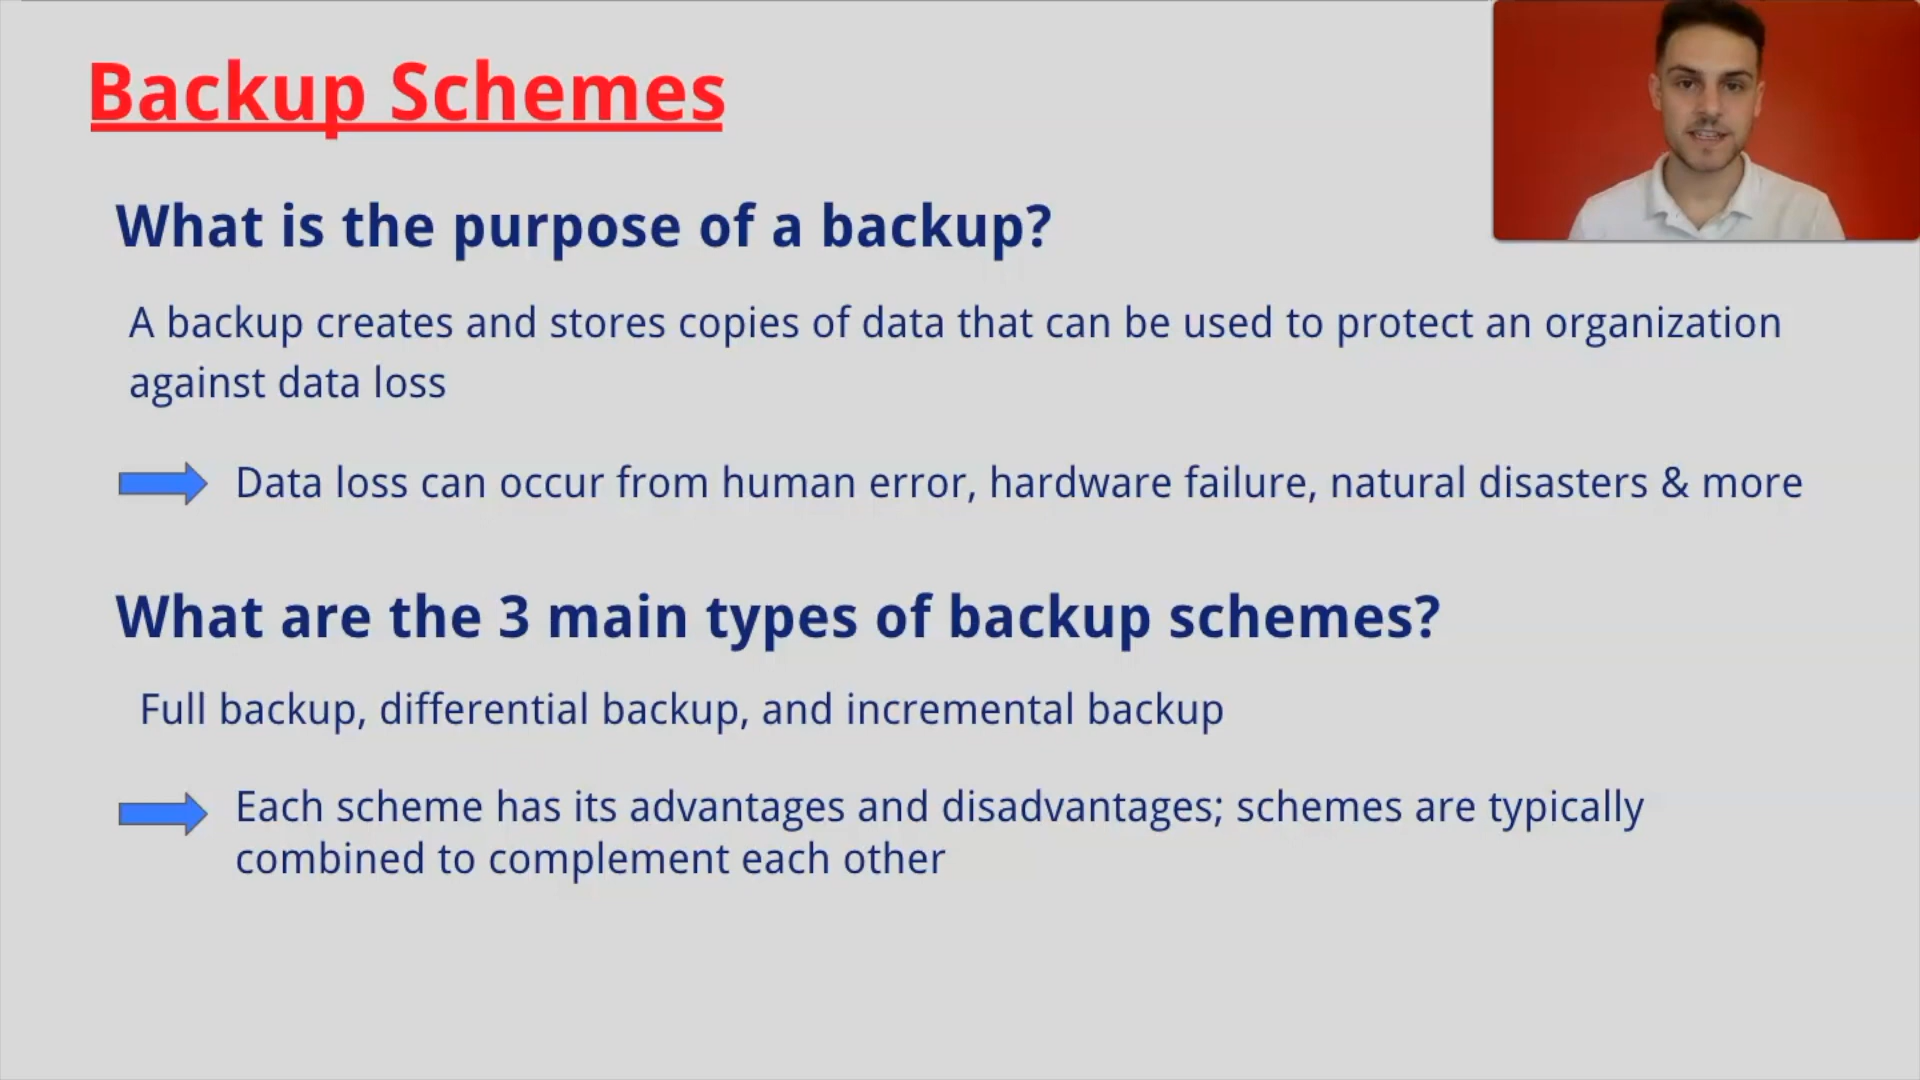 Backup Schemes
What is the purpose of a backup?
A backup creates and stores copies of data that can be used to protect an organization
against data loss
Data loss can occur from human error, hardware failure, natural disasters & more
What are the 3 main types of backup schemes?
Full backup, differential backup, and incremental backup
Each scheme has its advantages and disadvantages; schemes are typically
combined to complement each other